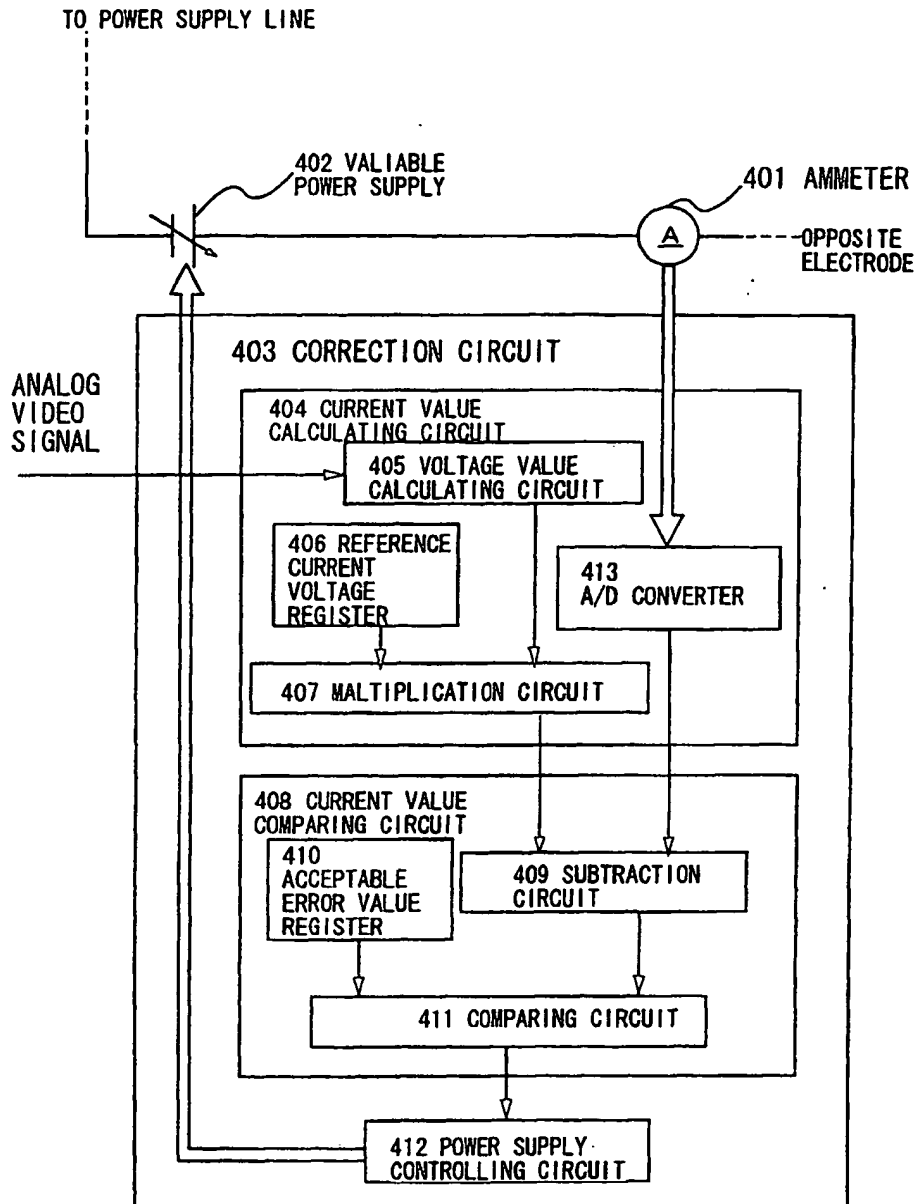 TO POWER SUPPLY LINE
402 VALIABLE
POWER SUPPLY
401 AMMETER
A
OPPOSITE
ELECTRODE
403 CORRECTION CIRCUIT
ANALOG
VIDEO
SIGNAL
404 CURRENT VALUE
CALCULATING CIRCUIT
405 VOLTAGE VALUE
CALCULATING CIRCUIT
406 REFERENCE
CURRENT
VOLTAGE
REGISTER
413
A/D CONVERTER
407 MALTIPLICATION CIRCUIT
408 CURRENT VALUE
COMPARING CIRCUIT
410
ACCEPTABLE
ERROR VALUE
REGISTER
409 SUBTRACTION
CIRCUIT
411 COMPARING CIRCUIT
412 POWER SUPPLY
CONTROLLING CIRCUIT